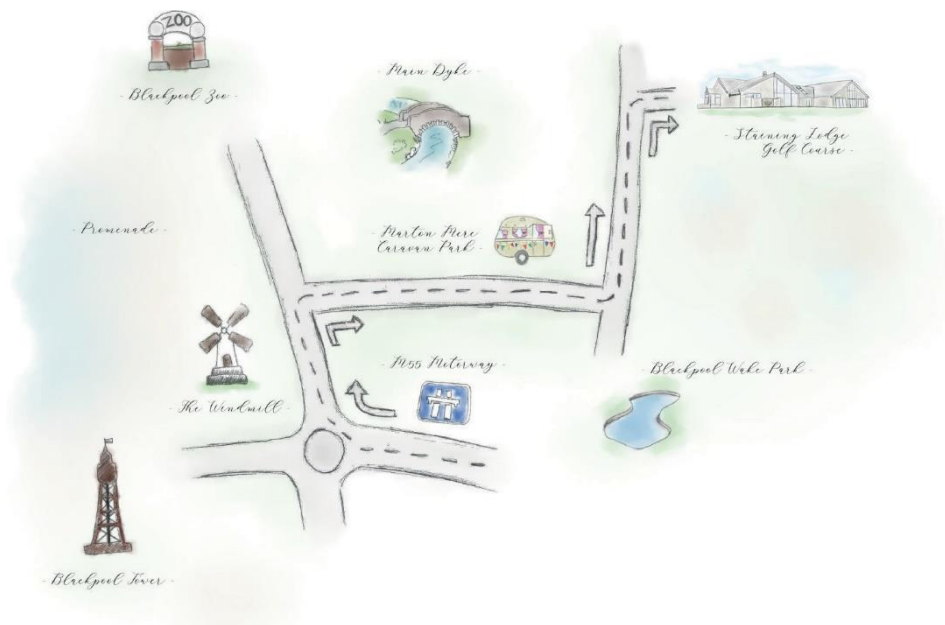 ZOO
- Blackpool Zoo -
- Main Dyke -
- Staining Lodge
Golf Course -
- Promenade -
- Marton Mere
Caravan Park -
- M55 Motorway -
- Blackpool Wake Park -
- The Windmill -
- Blackpool Tower -